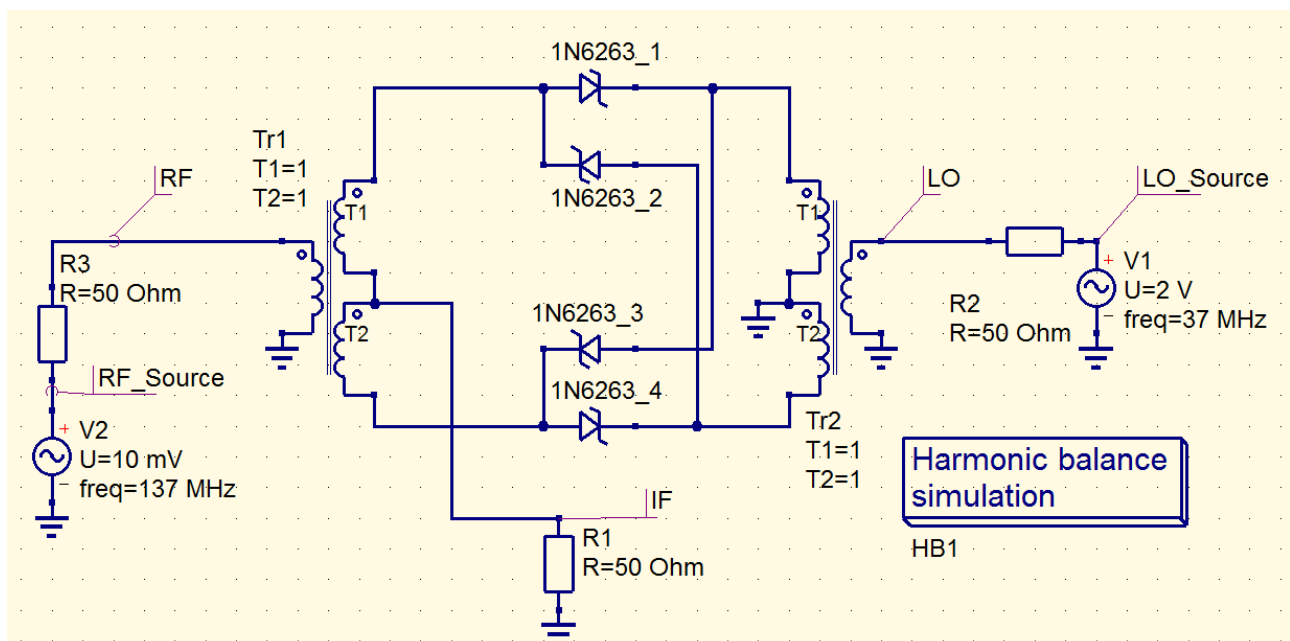 1N6263_1
Tr1
T1=1
T2=1
RF
T1
1N6263_2
T1
LO
LO_Source
R3
R=50 Ohm
+
V1
U=2 V
freq=37 MHz
−
R2
R=50 Ohm
T2
1N6263_3
T2
RF_Source
1N6263_4
+
V2
U=10 mV
freq=137 MHz
−
Tr2
T1=1
T2=1
Harmonic balance
simulation
HB1
IF
R1
R=50 Ohm